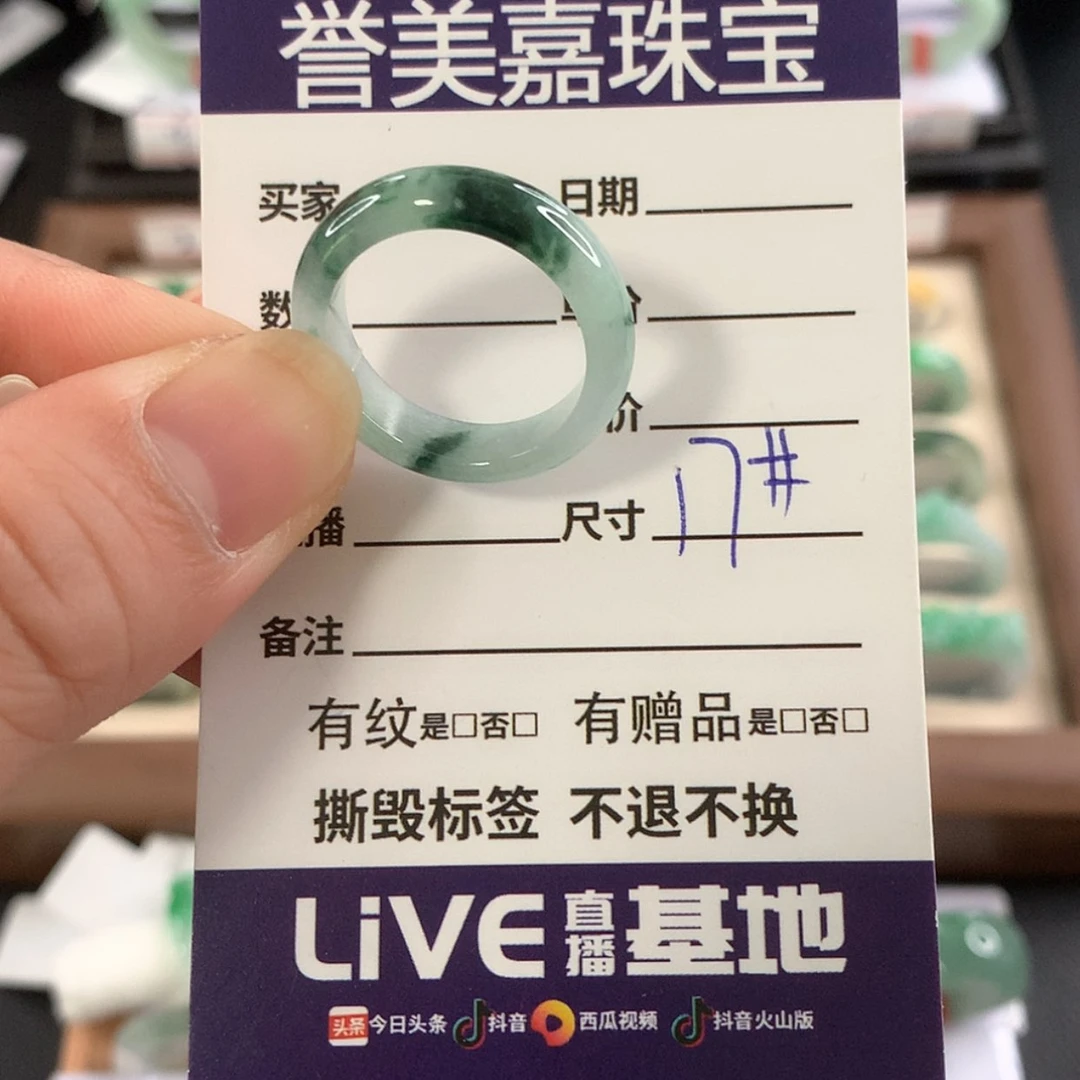 誉美嘉珠宝
买家 日期
数 价
价
播 尺寸 17#
备注
有纹是□否□ 有赠品是□否□
撕毁标签 不退不换
LiVE直播基地
头条 今日头条 抖音 西瓜视频 抖音火山版